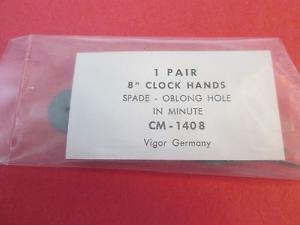 1 PAIR
8" CLOCK HANDS
SPADE - OBLONG HOLE
IN MINUTE
CM-1408
Vigor Germany